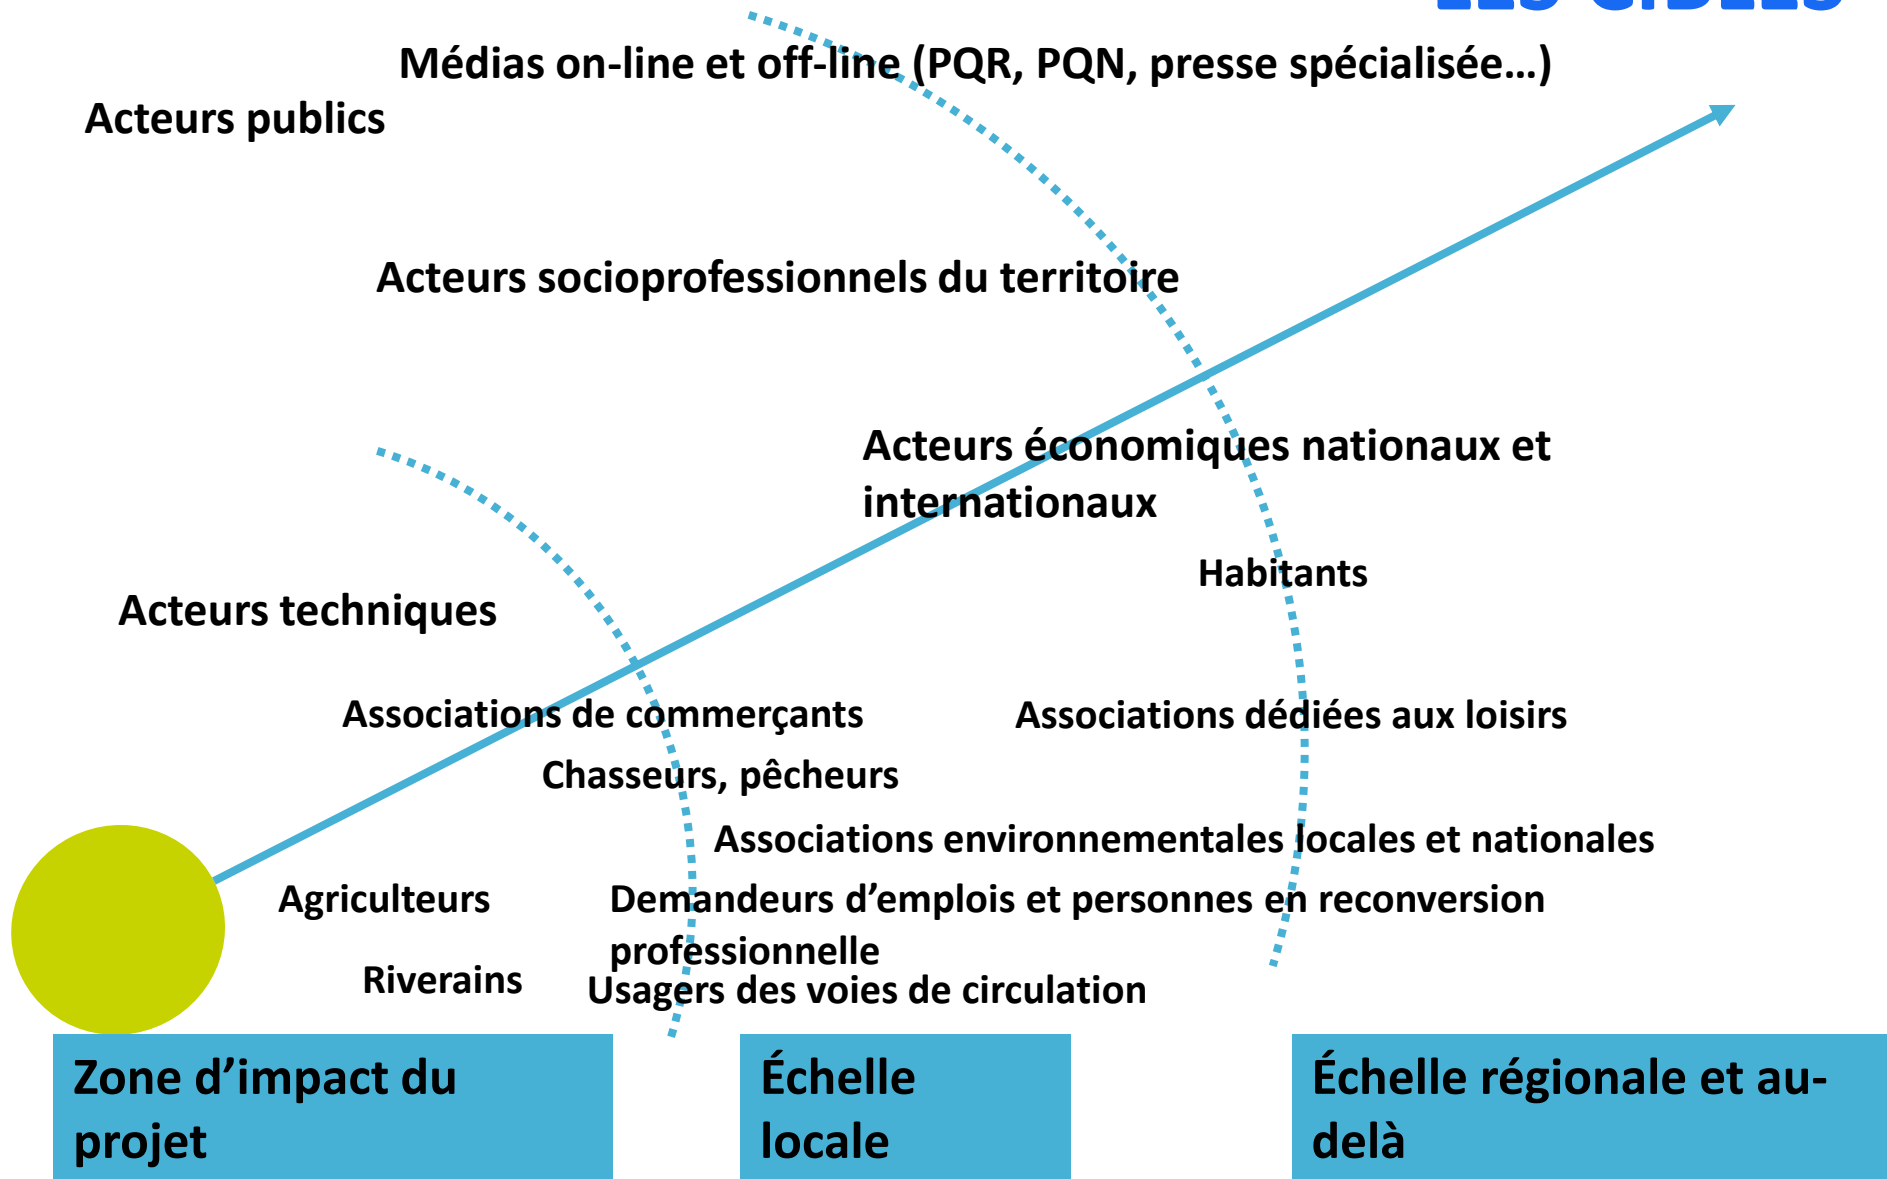 LES CIBLES
Médias on-line et off-line (PQR, PQN, presse spécialisée…)
Acteurs publics
Acteurs socioprofessionnels du territoire
Acteurs économiques nationaux et
internationaux
Habitants
Acteurs techniques
Associations de commerçants
Associations dédiées aux loisirs
Chasseurs, pêcheurs
Associations environnementales locales et nationales
Agriculteurs
Demandeurs d’emplois et personnes en reconversion
professionnelle
Riverains
Usagers des voies de circulation
Zone d’impact du
projet
Échelle
locale
Échelle régionale et au-
delà